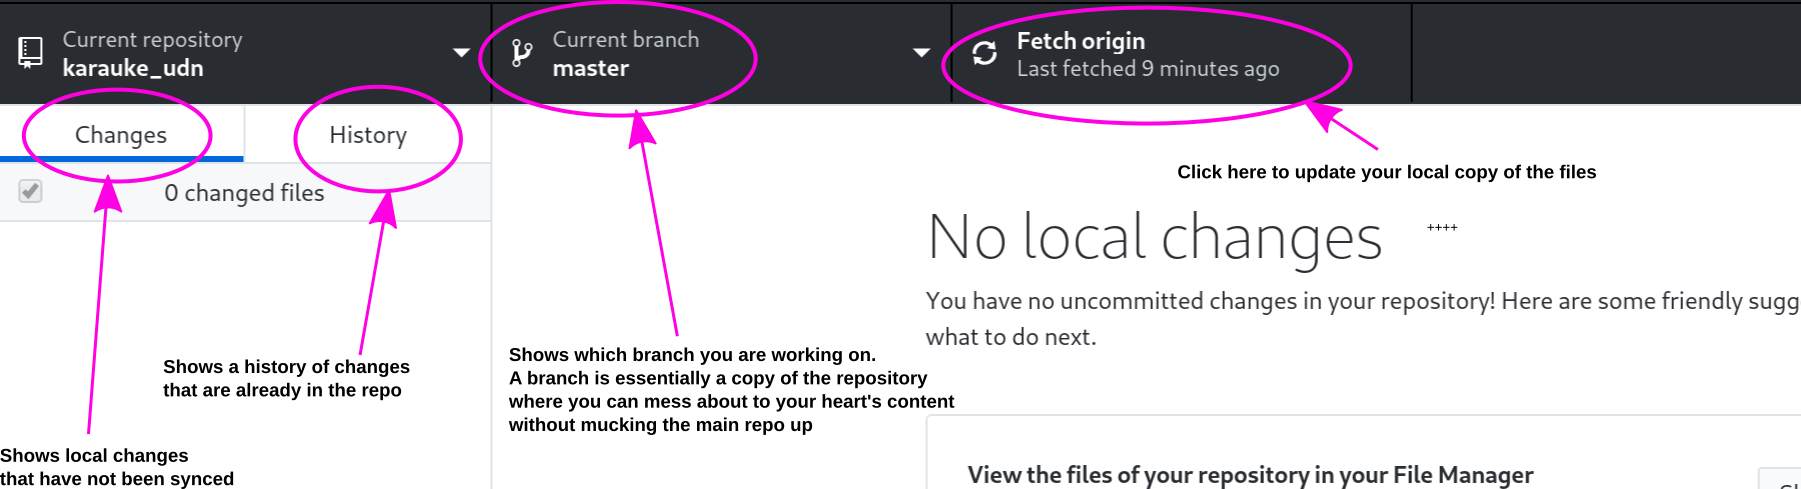 Current repository
karauke_udn
Current branch
master
Fetch origin
Last fetched 9 minutes ago
Changes
History
0 changed files
Click here to update your local copy of the files
No local changes
++++
You have no uncommitted changes in your repository! Here are some friendly sugg
what to do next.
Shows a history of changes
that are already in the repo
Shows which branch you are working on.
A branch is essentially a copy of the repository
where you can mess about to your heart's content
without mucking the main repo up
Shows local changes
that have not been synced
View the files of your repository in your File Manager